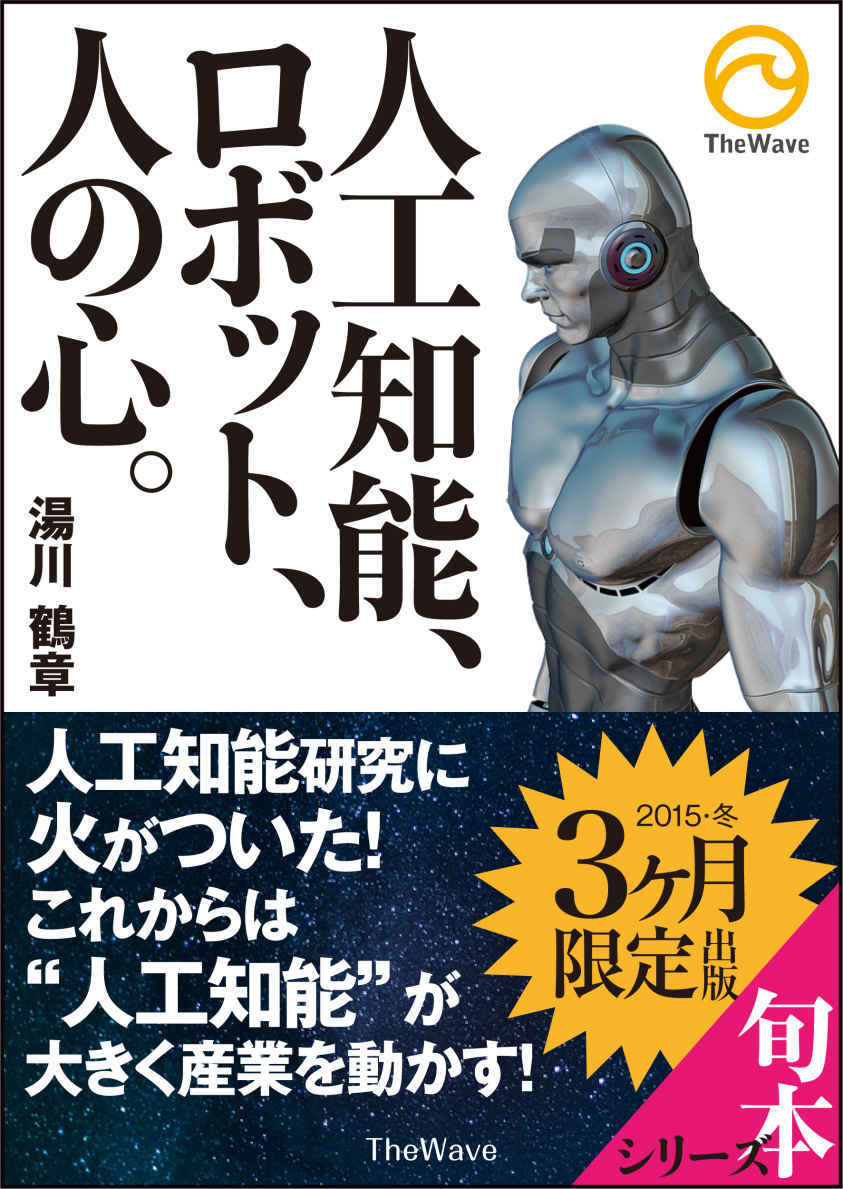 人工知能、
ロボット、
人の心。
湯川 鶴章
TheWave
人工知能研究に
火がついた！
これからは
“人工知能”が
大きく産業を動かす！
2015・冬
3ヶ月
限定出版
旬本
シリーズ
TheWave